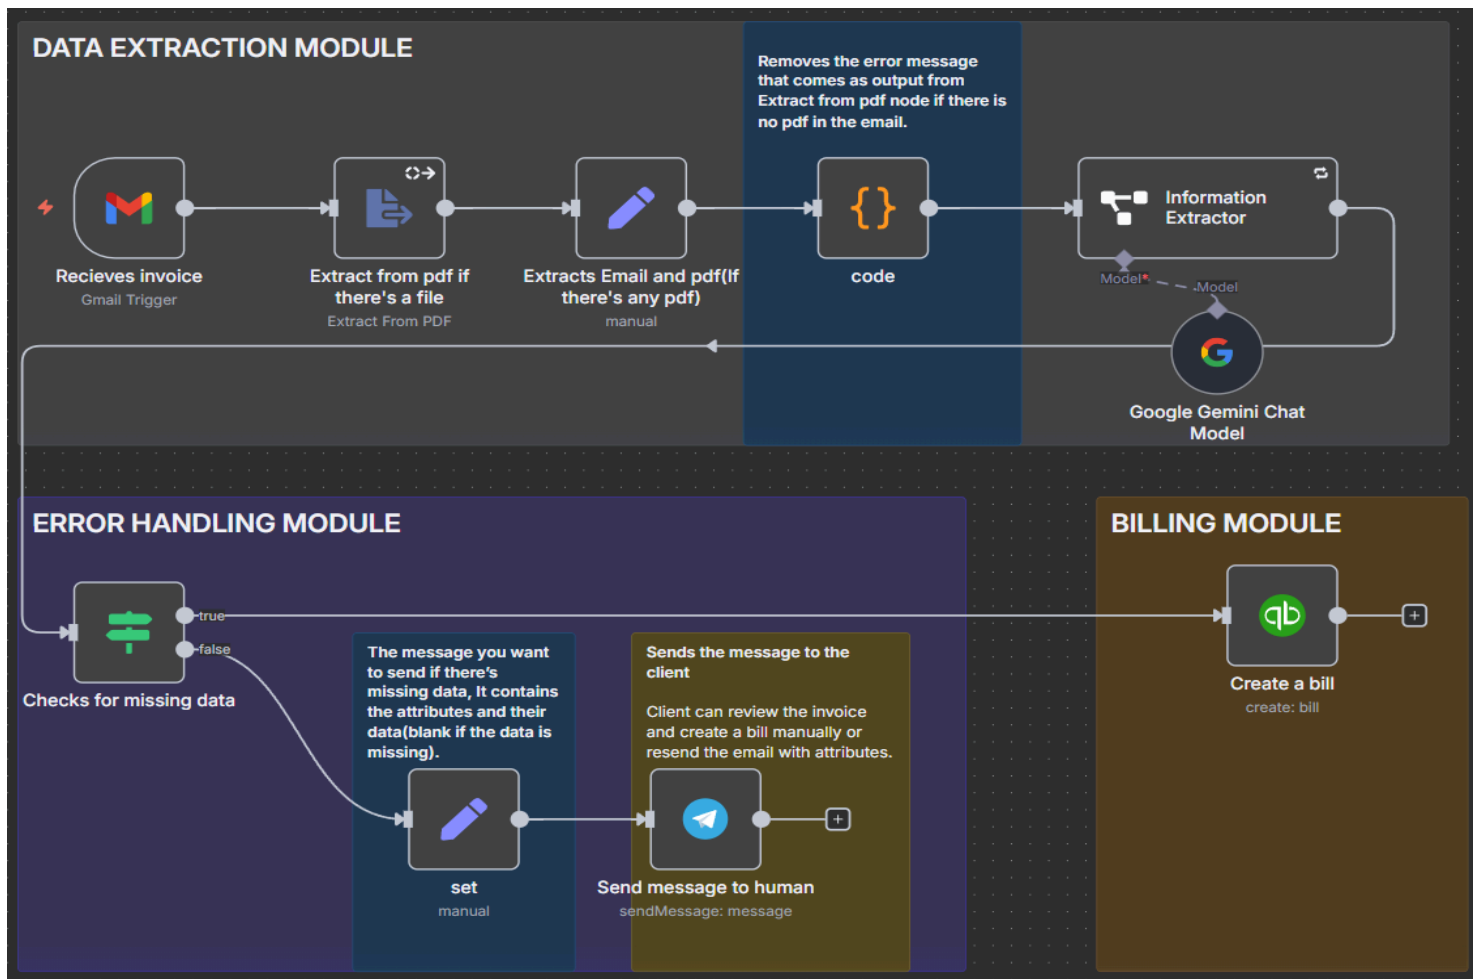 DATA EXTRACTION MODULE
Removes the error message
that comes as output from
Extract from pdf node if there is
no pdf in the email.
Information
Extractor
Recieves invoice
Gmail Trigger
Extract from pdf if
there's a file
Extract From PDF
Extracts Email and pdf(If
there's any pdf)
manual
code
Model*
Model
Google Gemini Chat
Model
ERROR HANDLING MODULE
true
false
Checks for missing data
The message you want
to send if there's
missing data, It contains
the attributes and their
data(blank if the data is
missing).
set
manual
Sends the message to the
client
Client can review the invoice
and create a bill manually or
resend the email with attributes.
Send message to human
sendMessage: message
BILLING MODULE
qb
Create a bill
create: bill